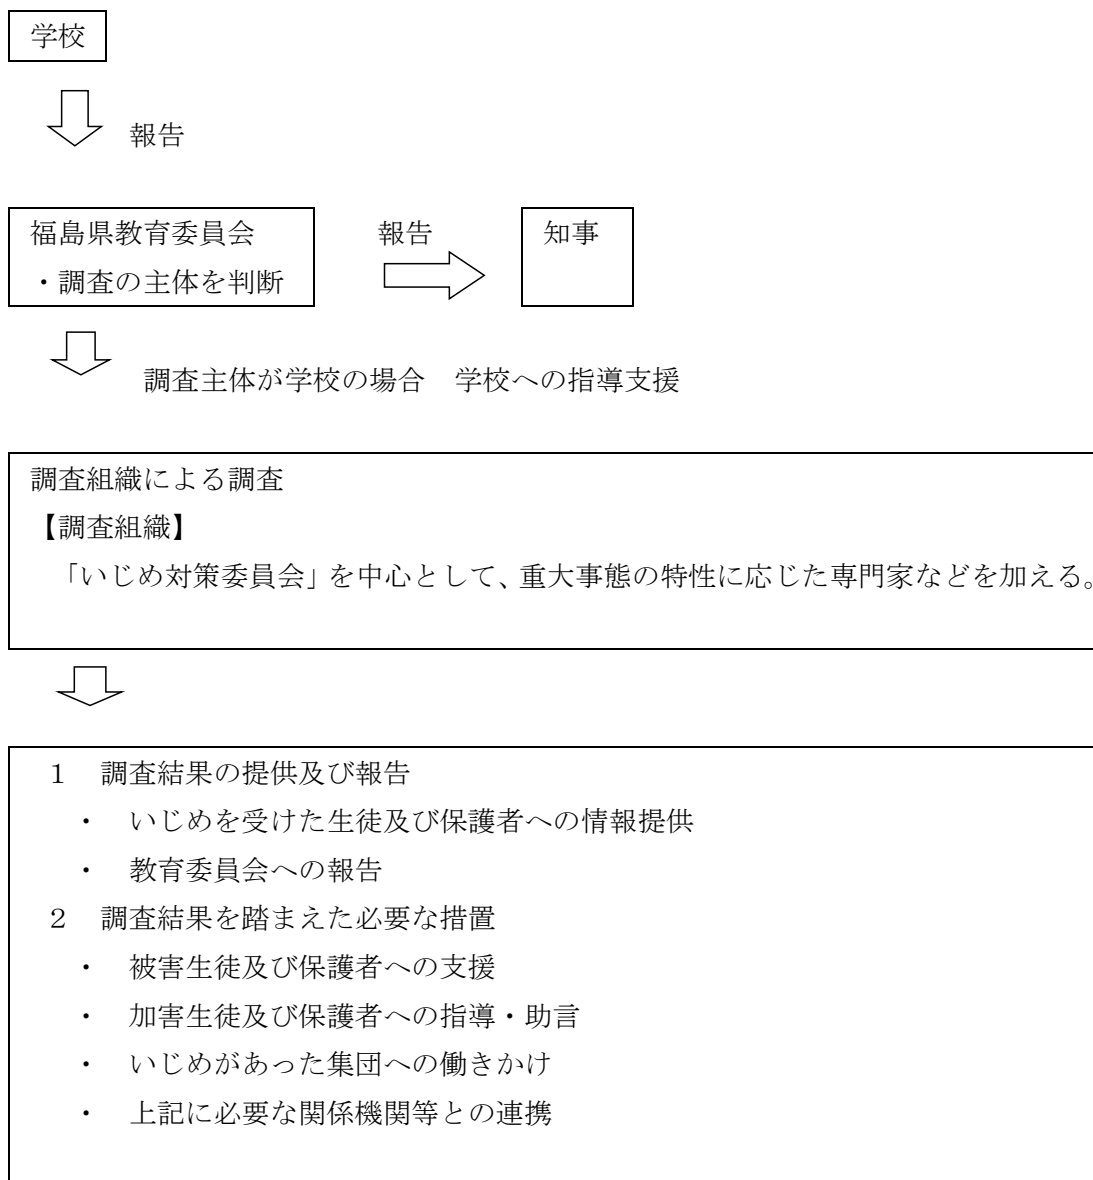 学校
報告
福島県教育委員会
・調査の主体を判断
報告
知事
調査主体が学校の場合　学校への指導支援
調査組織による調査
【調査組織】
「いじめ対策委員会」を中心として、重大事態の特性に応じた専門家などを加える。
１　調査結果の提供及び報告
・　いじめを受けた生徒及び保護者への情報提供
・　教育委員会への報告
２　調査結果を踏まえた必要な措置
・　被害生徒及び保護者への支援
・　加害生徒及び保護者への指導・助言
・　いじめがあった集団への働きかけ
・　上記に必要な関係機関等との連携